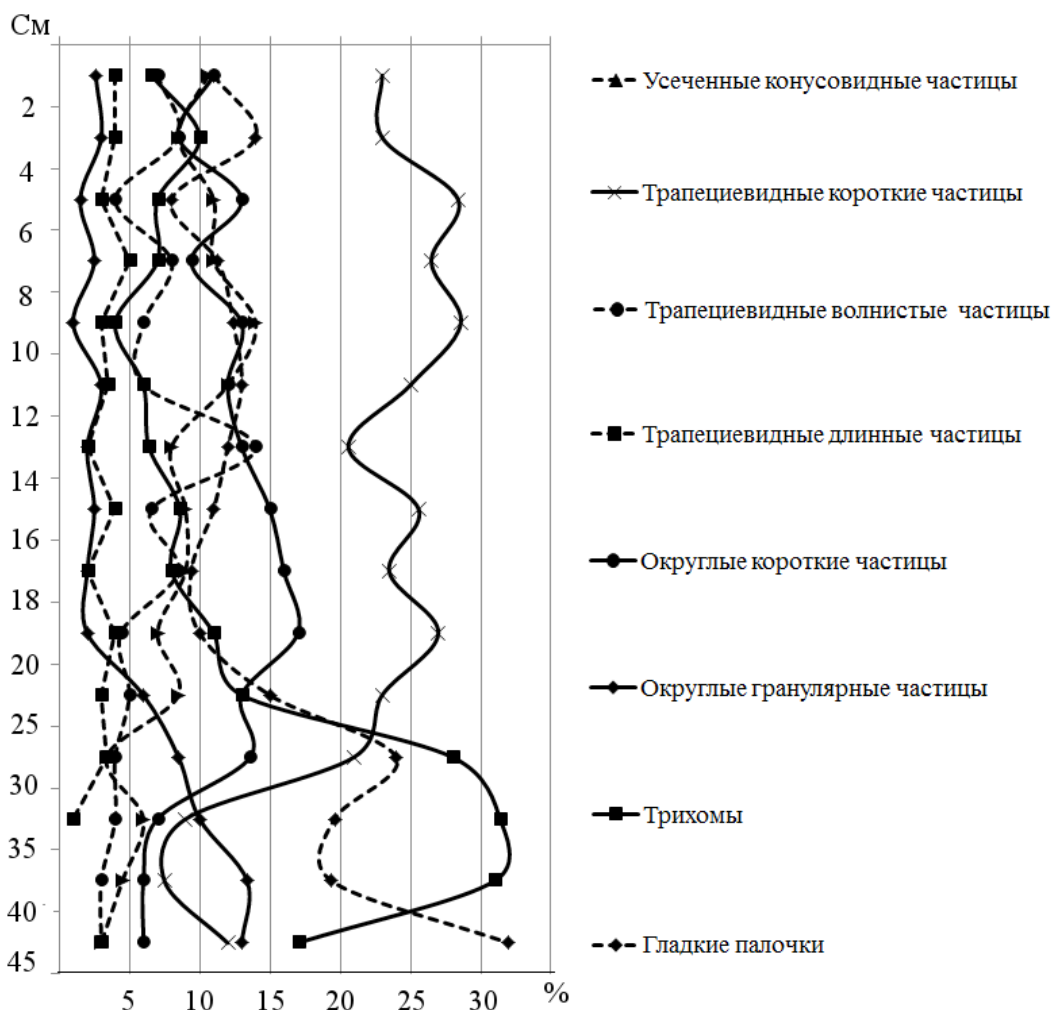 См
2
4
6
8
10
12
14
16
18
20
25
30
35
40
45
5
10
15
20
25
30
%
Усеченные конусовидные частицы
Трапециевидные короткие частицы
Трапециевидные волнистые частицы
Трапециевидные длинные частицы
Округлые короткие частицы
Округлые гранулярные частицы
Трихомы
Гладкие палочки